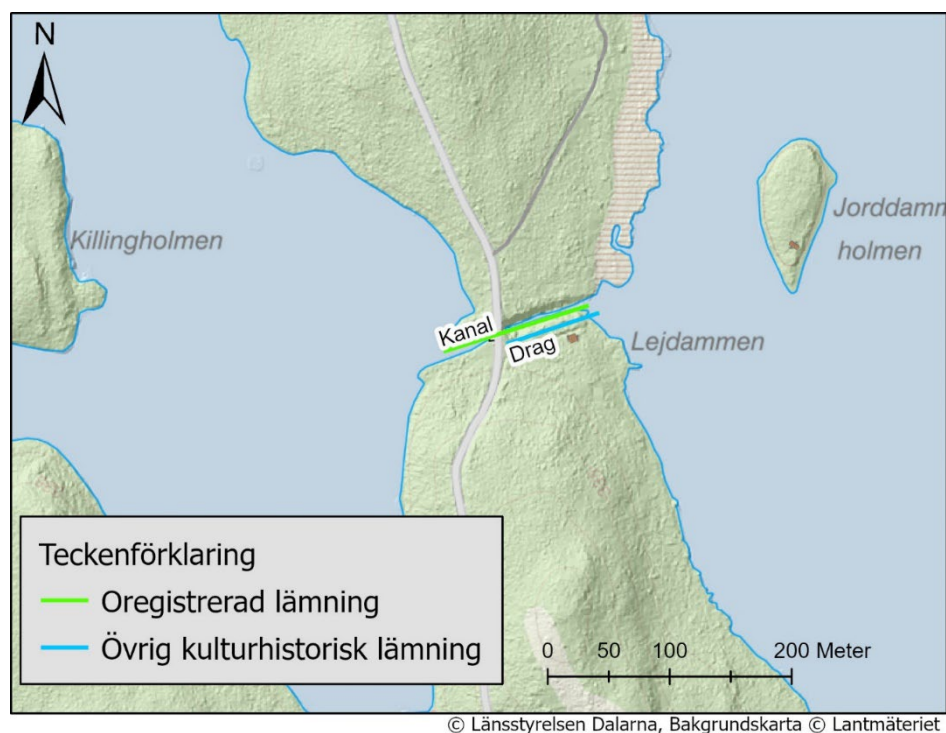 N
Killingholmen
Jorddamm
holmen
Kanal
Drag
Lejdammen
Teckenförklaring
Oregistrerad lämning
Övrig kulturhistorisk lämning
0 50 100 200 Meter
© Länsstyrelsen Dalarna, Bakgrundskarta © Lantmäteriet